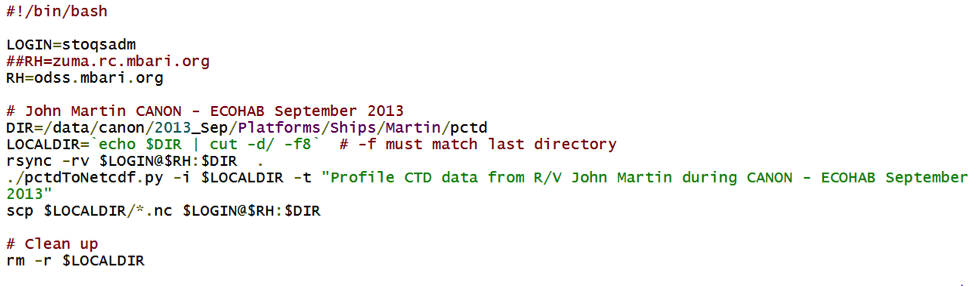 #!/bin/bash
LOGIN=stoqsadm
##RH=zuma.rc.mbari.org
RH=odss.mbari.org
# John Martin CANON - ECOHAB September 2013
DIR=/data/canon/2013_Sep/Platforms/Ships/Martin/pctd
LOCALDIR=`echo $DIR | cut -d/ -f8`  # -f must match last directory
rsync -rv $LOGIN@$RH:$DIR  .
./pctdToNetcdf.py -i $LOCALDIR -t "Profile CTD data from R/V John Martin during CANON - ECOHAB September
2013"
scp $LOCALDIR/*.nc $LOGIN@$RH:$DIR
# Clean up
rm -r $LOCALDIR